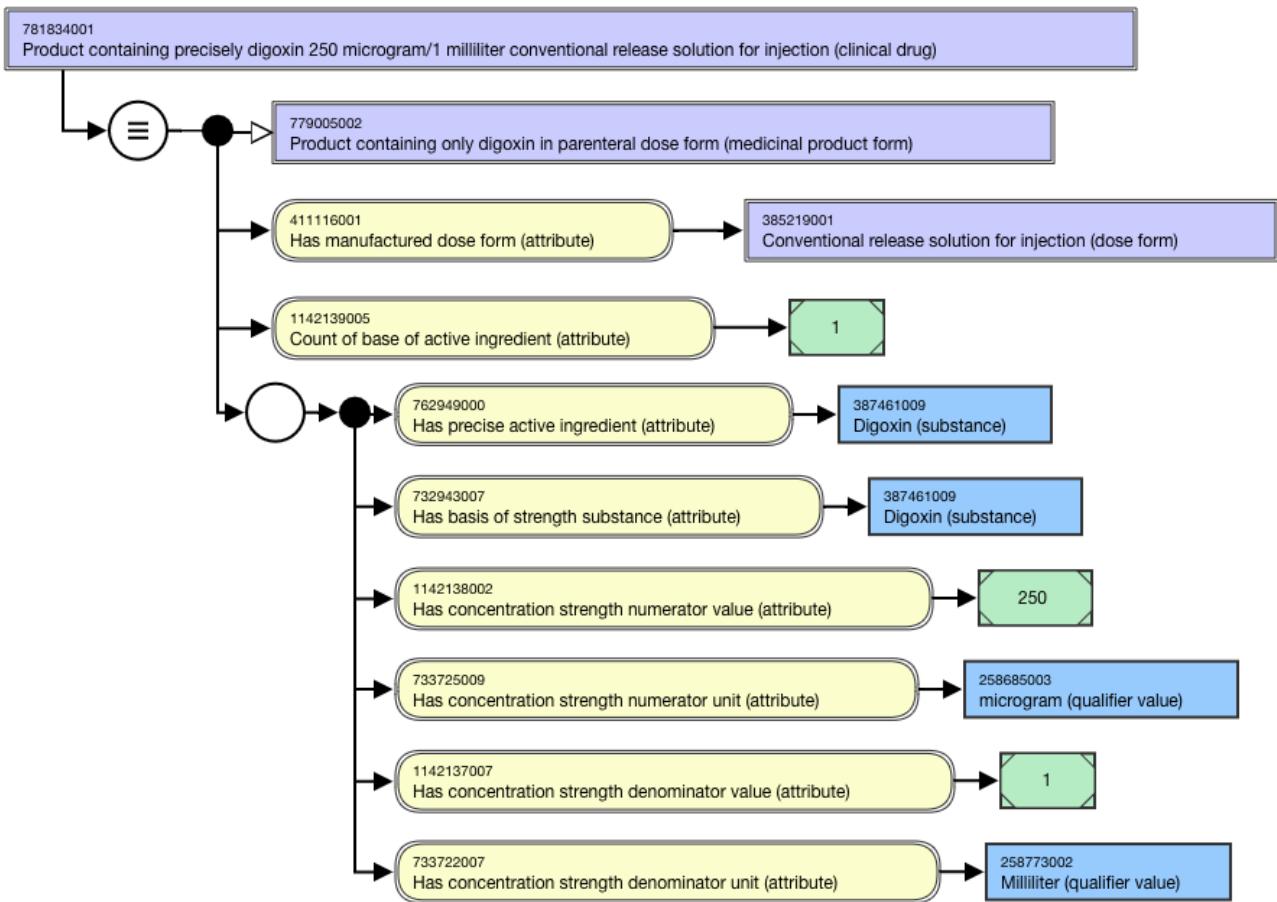 781834001
Product containing precisely digoxin 250 microgram/1 milliliter conventional release solution for injection (clinical drug)
779005002
Product containing only digoxin in parenteral dose form (medicinal product form)
411116001
Has manufactured dose form (attribute)
385219001
Conventional release solution for injection (dose form)
1142139005
Count of base of active ingredient (attribute)
1
762949000
Has precise active ingredient (attribute)
387461009
Digoxin (substance)
732943007
Has basis of strength substance (attribute)
387461009
Digoxin (substance)
1142138002
Has concentration strength numerator value (attribute)
250
733725009
Has concentration strength numerator unit (attribute)
258685003
microgram (qualifier value)
1142137007
Has concentration strength denominator value (attribute)
1
733722007
Has concentration strength denominator unit (attribute)
258773002
Milliliter (qualifier value)